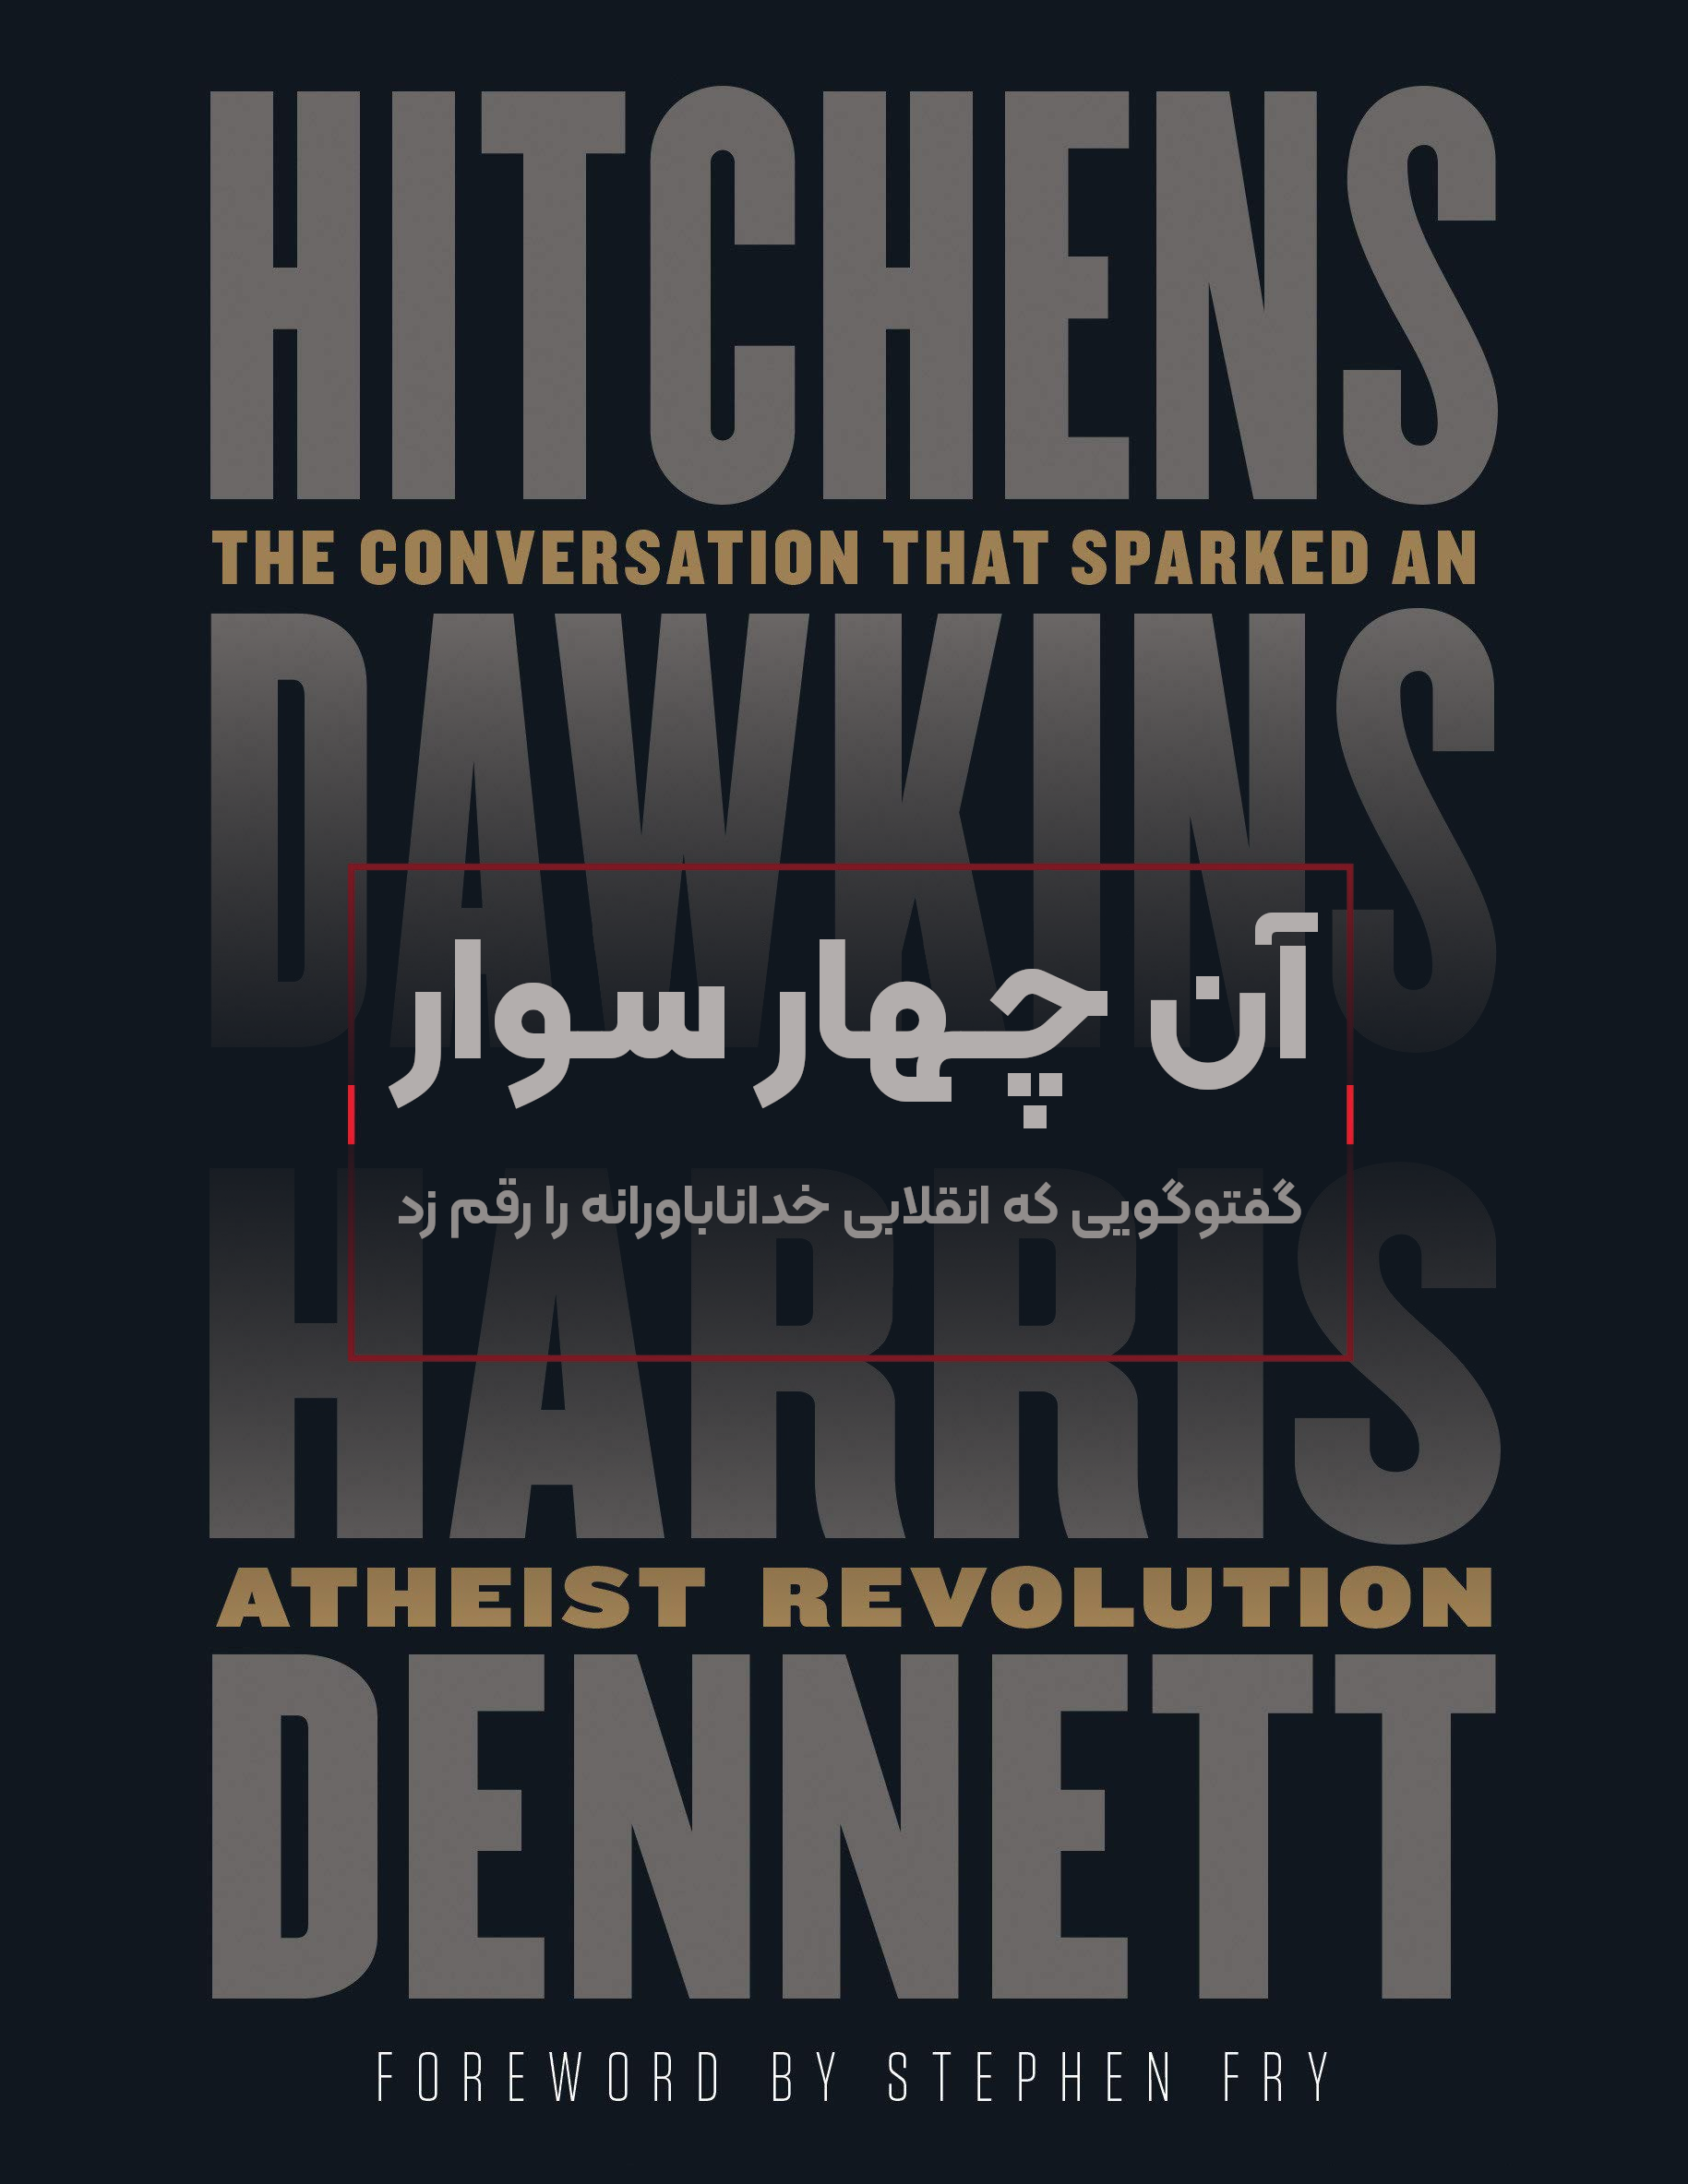 HITCHENS
THE CONVERSATION THAT SPARKED AN
DAWKINS
آن چهار سوار
گفتوگویی که انقلابی خداناباورانه را رقم زد
HARRIS
ATHEIST REVOLUTION
DENNETT
FOREWORD BY STEPHEN FRY